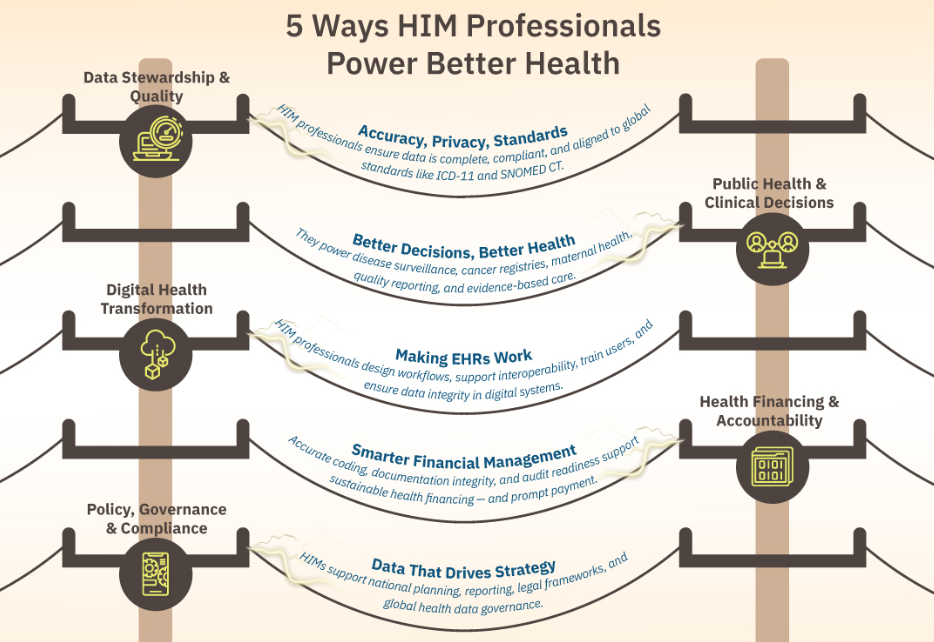 5 Ways HIM Professionals
Power Better Health
Data Stewardship &
Quality
Accuracy, Privacy, Standards
HIM professionals ensure data is complete, compliant, and aligned to global
standards like ICD-11 and SNOMED CT.
Public Health &
Clinical Decisions
Better Decisions, Better Health
They power disease surveillance, cancer registries, maternal health,
quality reporting, and evidence-based care.
Digital Health
Transformation
Making EHRs Work
HIM professionals design workflows, support interoperability, train users, and
ensure data integrity in digital systems.
Health Financing &
Accountability
Smarter Financial Management
Accurate coding, documentation integrity, and audit readiness support
sustainable health financing — and prompt payment.
Policy, Governance
& Compliance
Data That Drives Strategy
HIMs support national planning, reporting, legal frameworks, and
global health data governance.